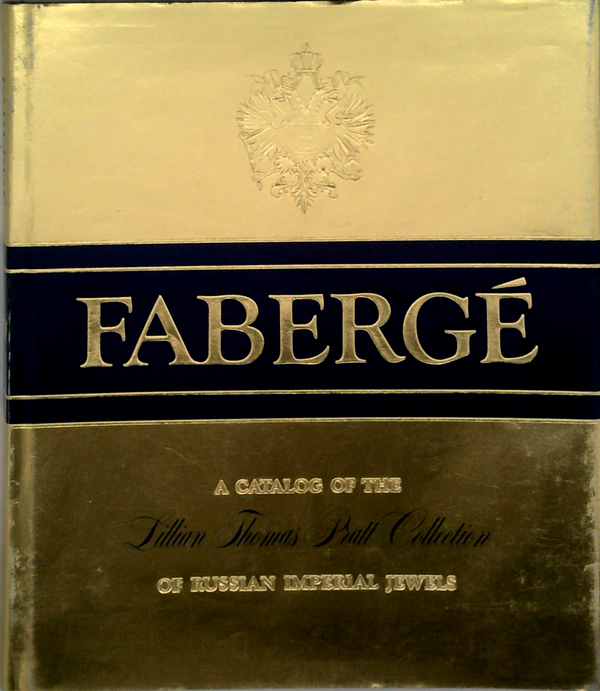 FABERGÉ
A CATALOG OF THE
Lillian Thomas Pratt Collection
OF RUSSIAN IMPERIAL JEWELS